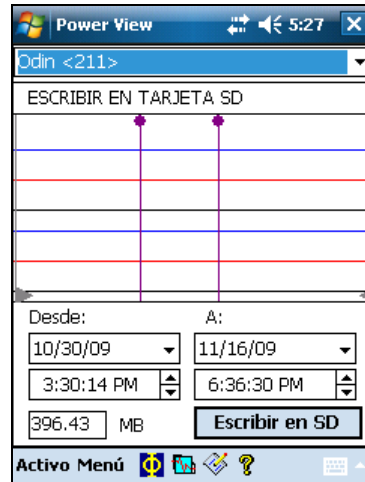 Power View 5:27
Odin <211>
ESCRIBIR EN TARJETA SD
Desde: A:
10/30/09 11/16/09
3:30:14 PM 6:36:30 PM
396.43 MB Escribir en SD
Activo Menú